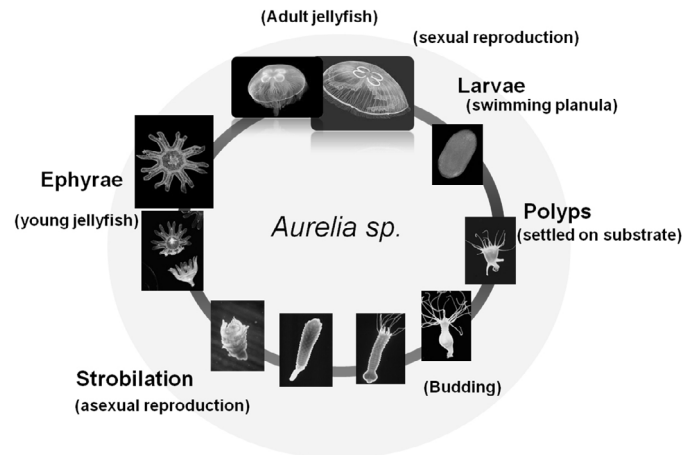 (Adult jellyfish)
(sexual reproduction)
Larvae
(swimming planula)
Polyps
(settled on substrate)
(Budding)
Strobilation
(asexual reproduction)
Ephyrae
(young jellyfish)
Aurelia sp.